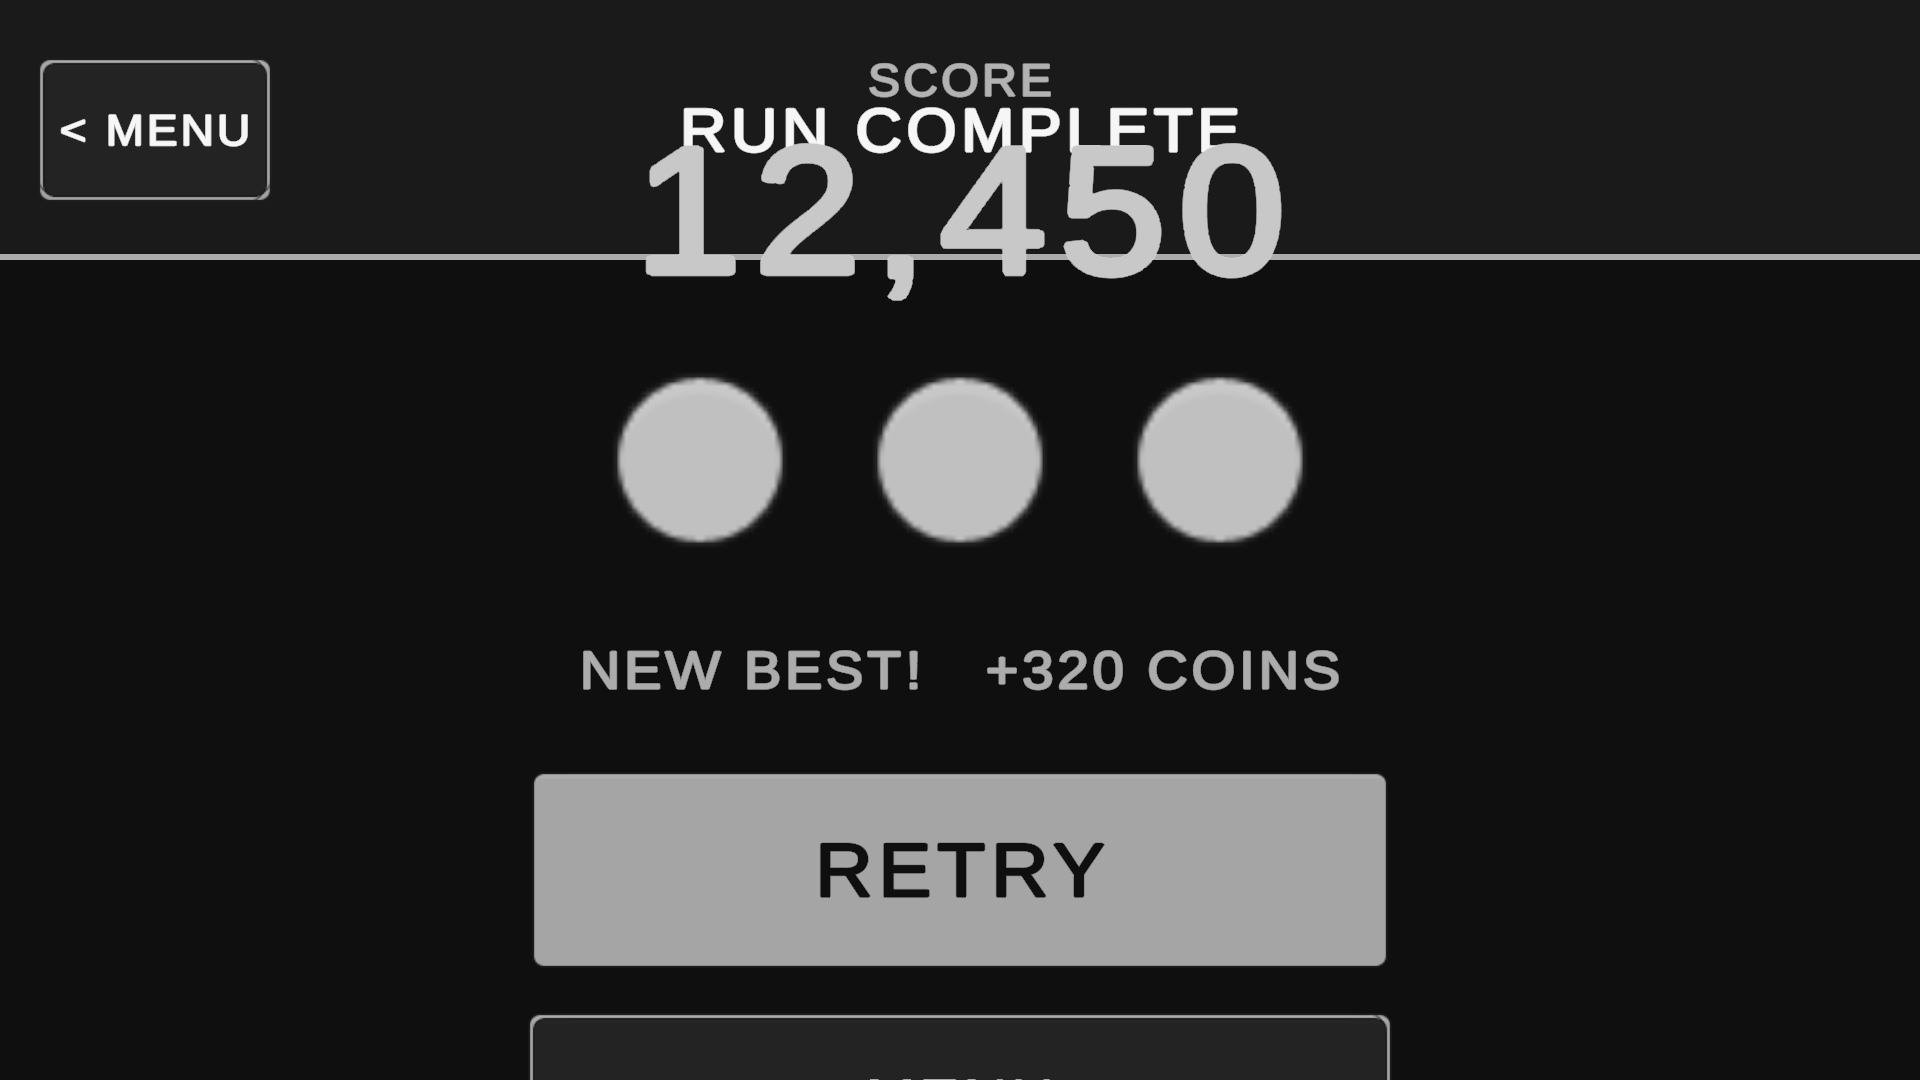 < MENU
SCORE
RUN COMPLETE
12,450
NEW BEST! +320 COINS
RETRY